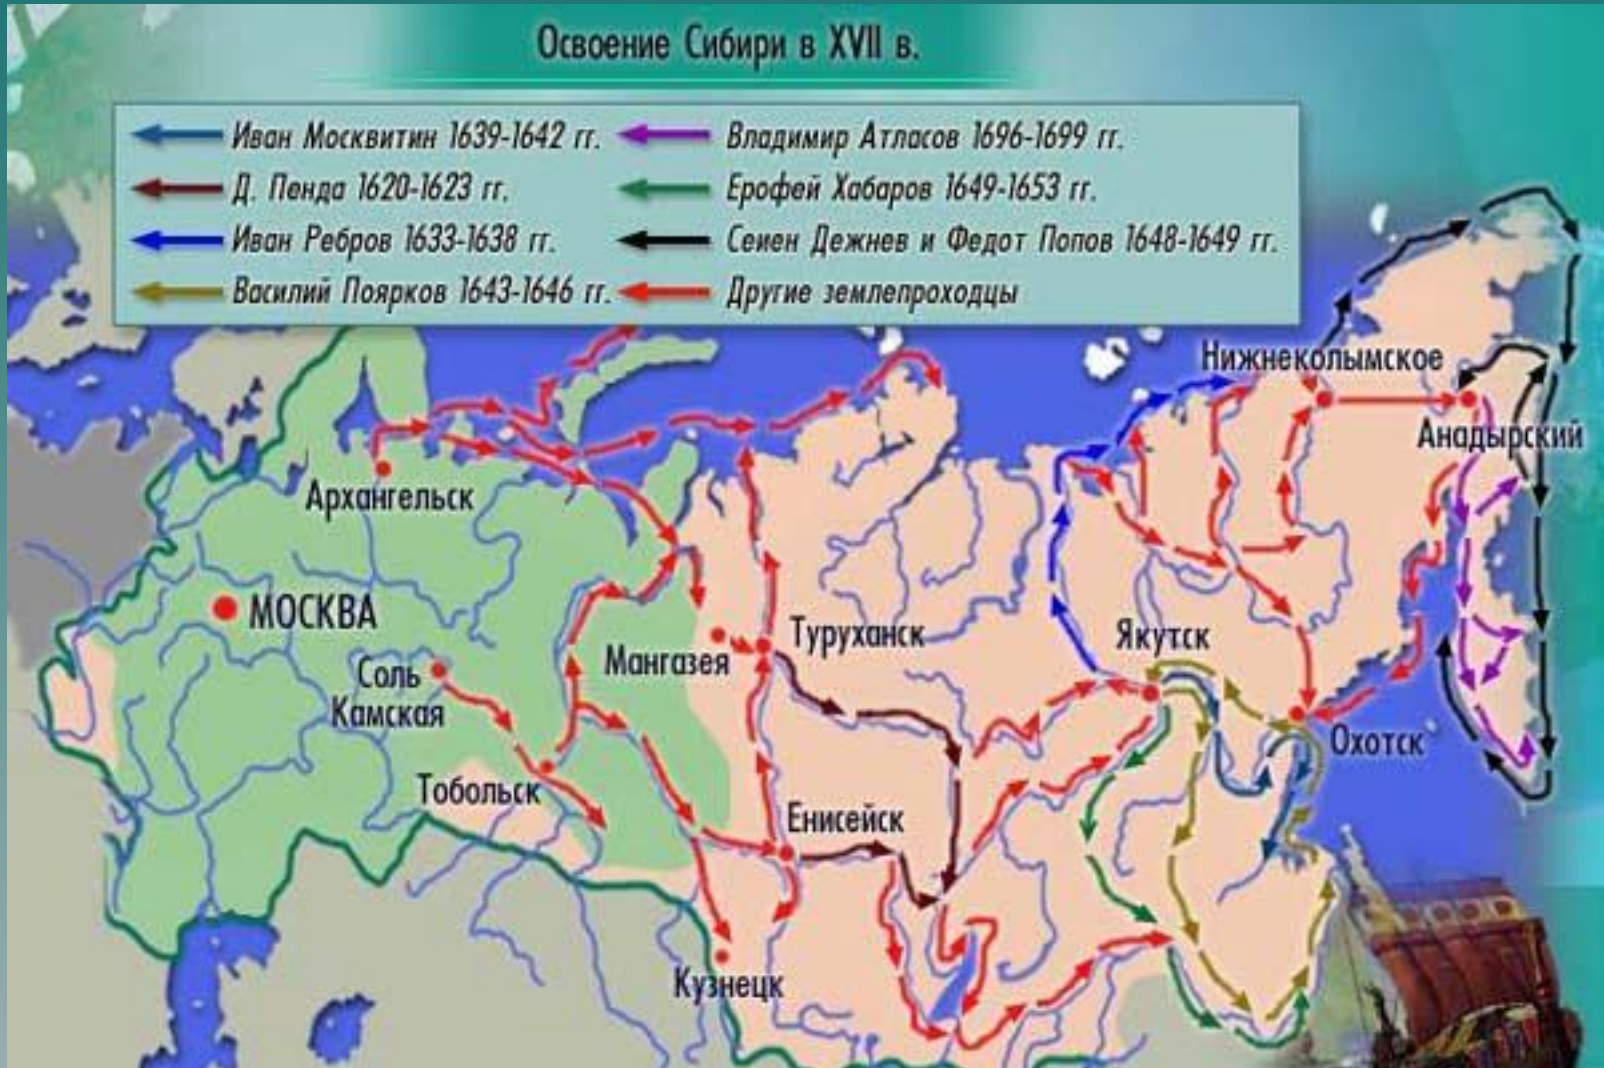 Освоение Сибири в XVII в.
Иван Москвитин 1639-1642 гг.
Д. Пенда 1620-1623 гг.
Иван Ребров 1633-1638 гг.
Василий Поярков 1643-1646 гг.
Владимир Атласов 1696-1699 гг.
Ерофей Хабаров 1649-1653 гг.
Сеиен Дежнев и Федот Попов 1648-1649 гг.
Другие землепроходцы
Нижнеколымское
Анадырский
Архангельск
МОСКВА
Соль
Камская
Мангазея
Туруханск
Якутск
Охотск
Тобольск
Енисейск
Кузнецк